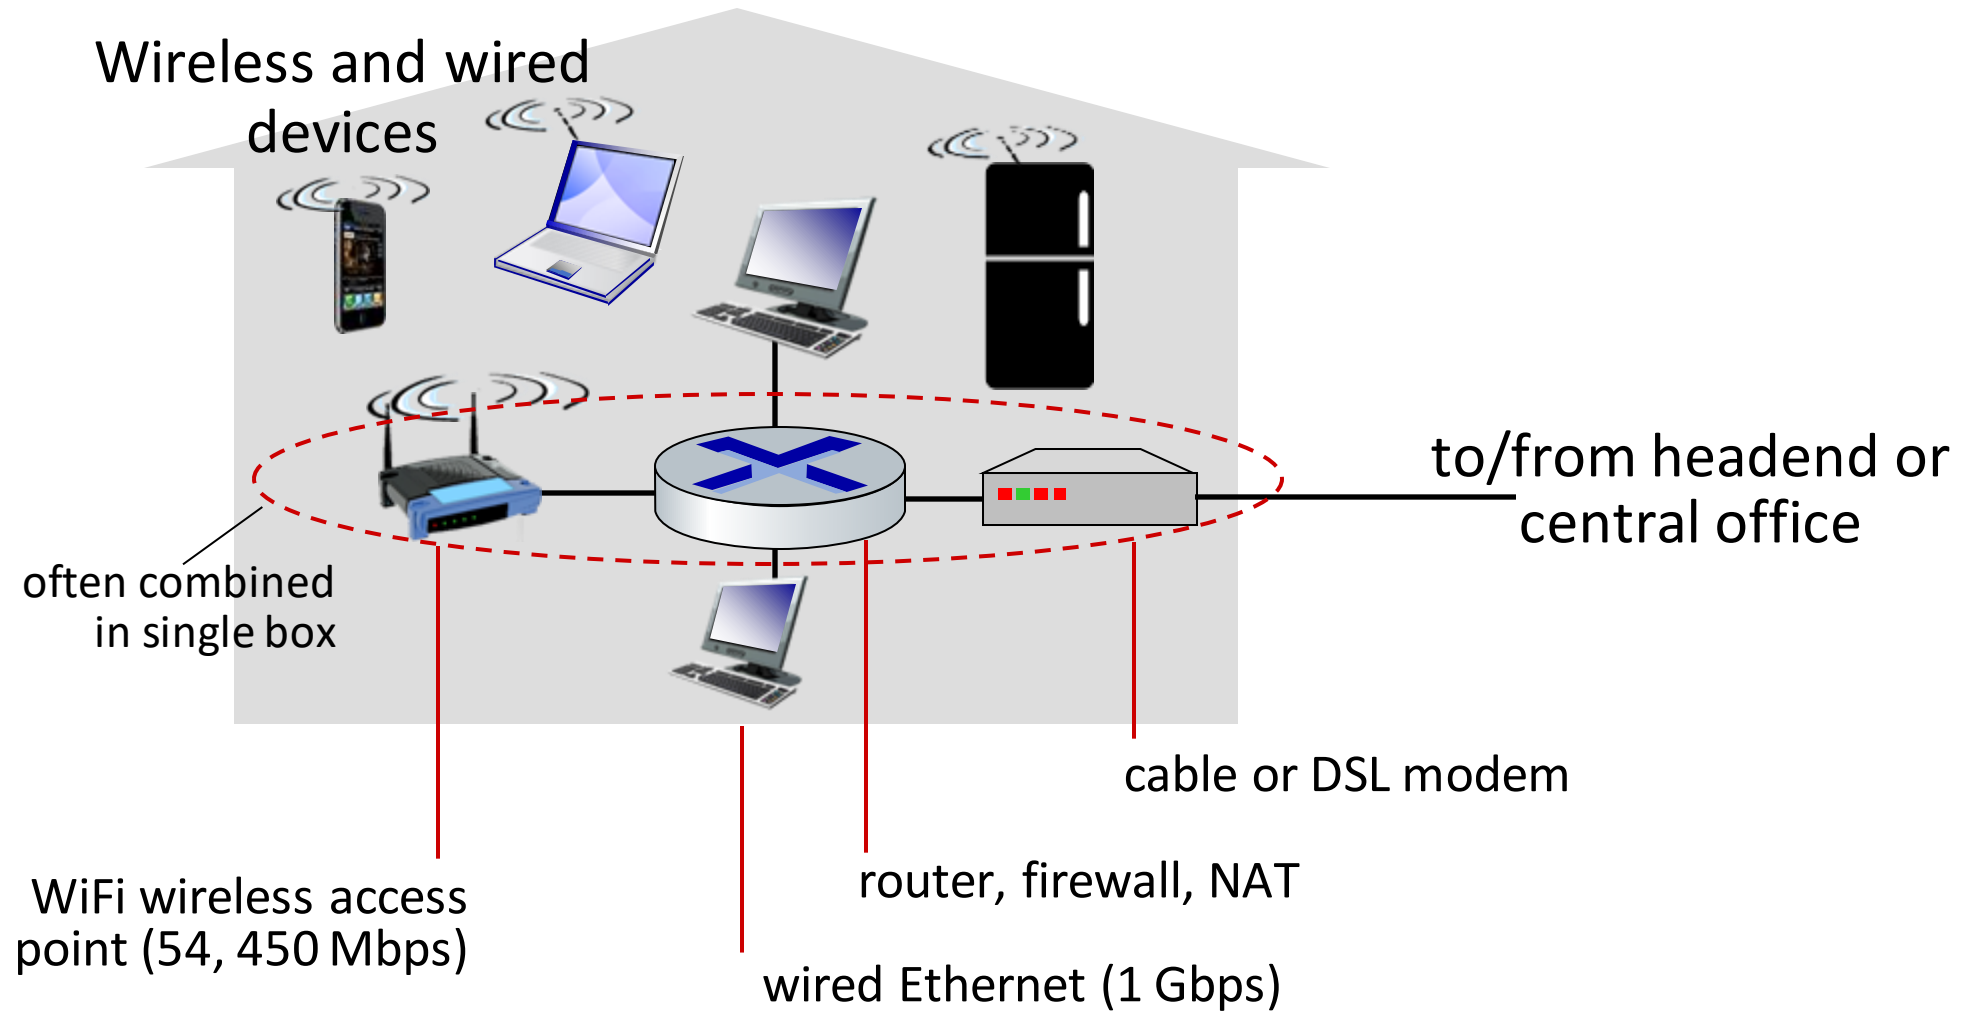 Wireless and wired
devices
to/from headend or
central office
often combined
in single box
cable or DSL modem
router, firewall, NAT
WiFi wireless access
point (54, 450 Mbps)
wired Ethernet (1 Gbps)